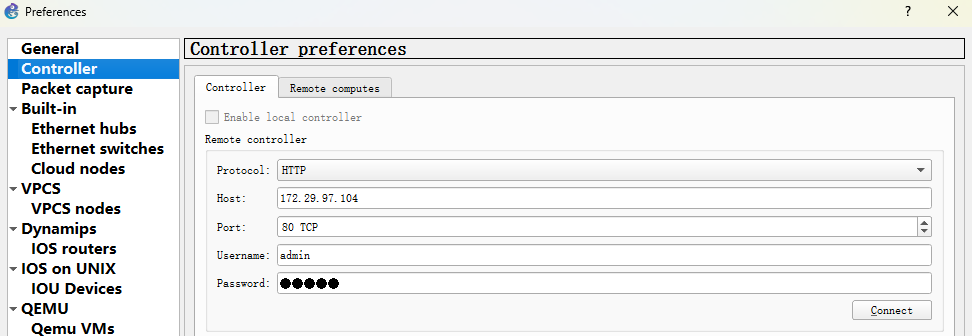 Preferences
General
Controller
Packet capture
Built-in
Ethernet hubs
Ethernet switches
Cloud nodes
VPCS
VPCS nodes
Dynamips
IOS routers
IOS on UNIX
IOU Devices
QEMU
Qemu VMs
Controller preferences
Controller
Remote computes
Enable local controller
Remote controller
Protocol: HTTP
Host: 172.29.97.104
Port: 80 TCP
Username: admin
Password: ●●●●●
Connect